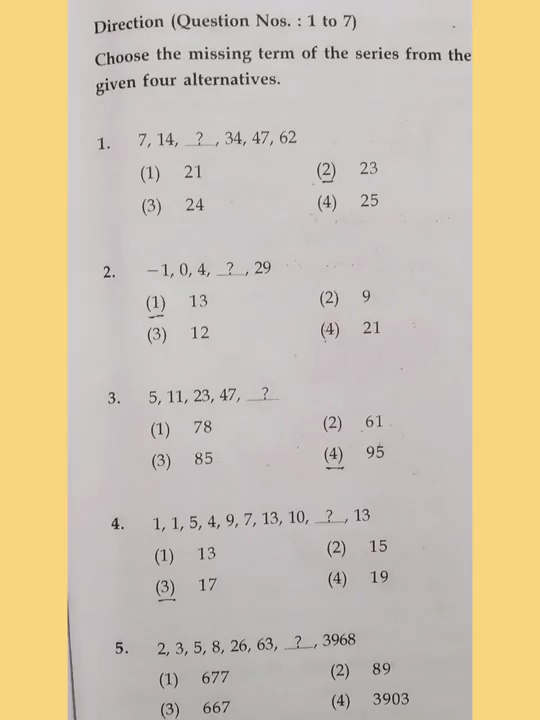 Direction (Question Nos. : 1 to 7)
Choose the missing term of the series from the
given four alternatives.
1. 7, 14, ?, 34, 47, 62
(1) 21 (2) 23
(3) 24 (4) 25
2. −1, 0, 4, ?, 29
(1) 13 (2) 9
(3) 12 (4) 21
3. 5, 11, 23, 47, ?
(1) 78 (2) 61
(3) 85 (4) 95
4. 1, 1, 5, 4, 9, 7, 13, 10, ?, 13
(1) 13 (2) 15
(3) 17 (4) 19
5. 2, 3, 5, 8, 26, 63, ?, 3968
(1) 677 (2) 89
(3) 667 (4) 3903